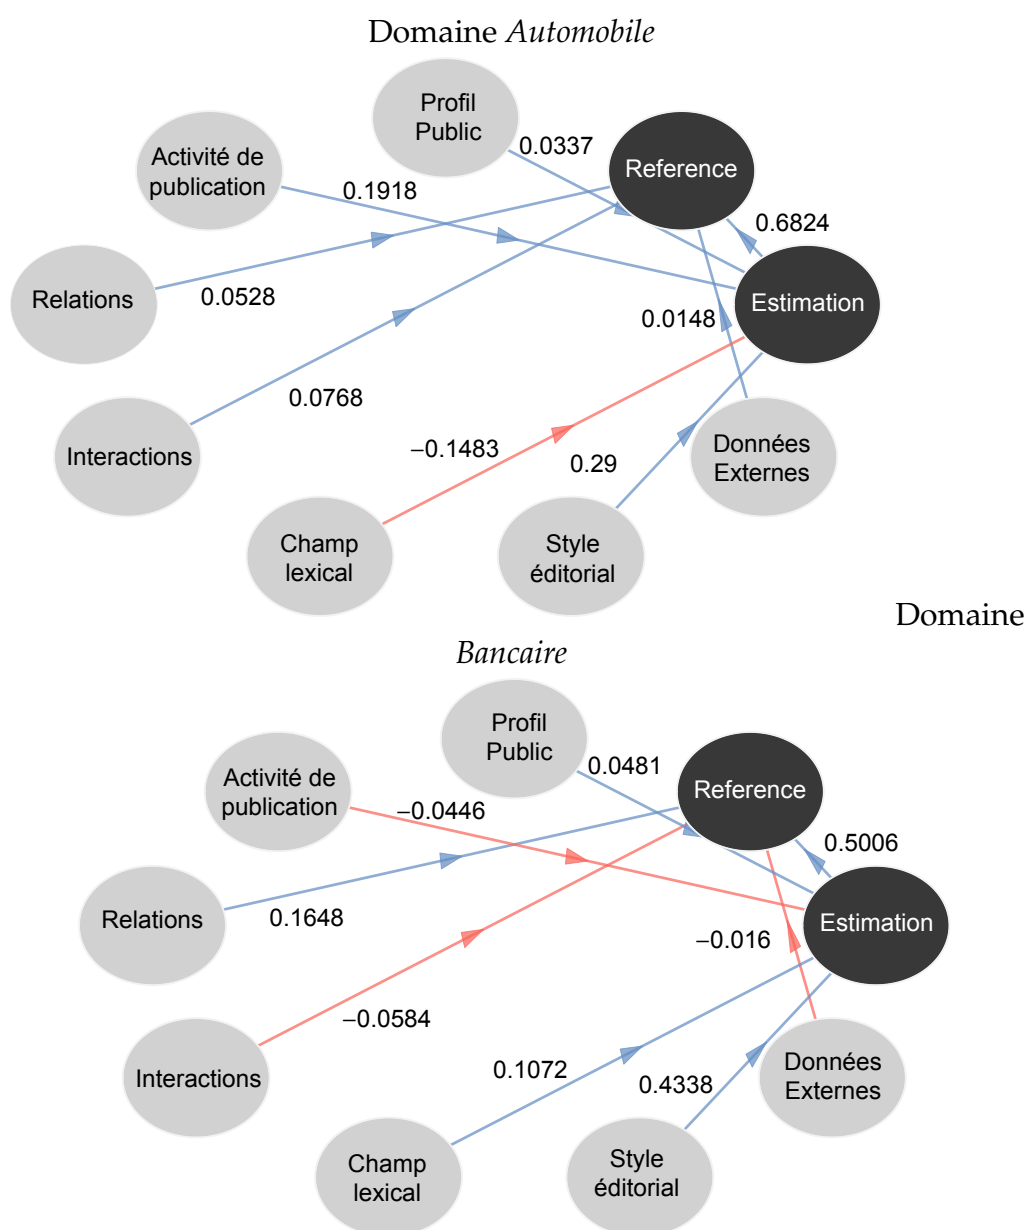 Domaine Automobile
Profil
Public
0.0337
Reference
Activité de
publication
0.1918
0.6824
Relations
0.0528
Estimation
0.0148
0.0768
Interactions
−0.1483
0.29
Données
Externes
Champ
lexical
Style
éditorial
Domaine
Bancaire
Profil
Public
0.0481
Reference
Activité de
publication
−0.0446
0.5006
Relations
0.1648
Estimation
−0.016
−0.0584
Interactions
0.1072
0.4338
Données
Externes
Champ
lexical
Style
éditorial